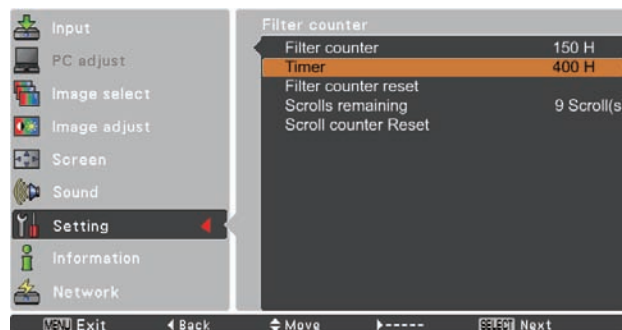 Input
PC adjust
Image select
Image adjust
Screen
Sound
Setting
Information
Network
Filter counter
Filter counter 150 H
Timer 400 H
Filter counter reset
Scrolls remaining 9 Scroll(s
Scroll counter Reset
MENU Exit Back Move ----- SELECT Next